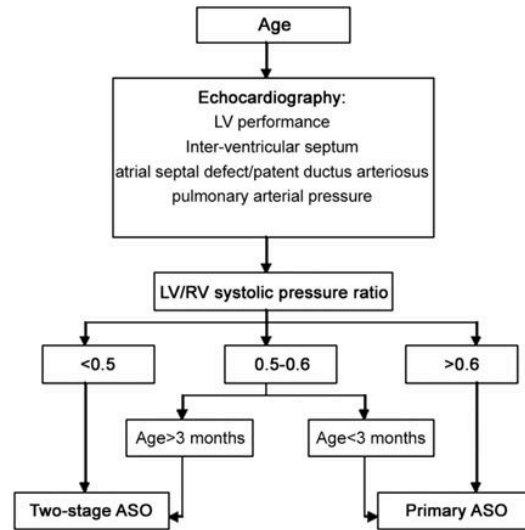 Age
Echocardiography:
LV performance
Inter-ventricular septum
atrial septal defect/patent ductus arteriosus
pulmonary arterial pressure
LV/RV systolic pressure ratio
<0.5
0.5-0.6
>0.6
Age>3 months
Age<3 months
Two-stage ASO
Primary ASO